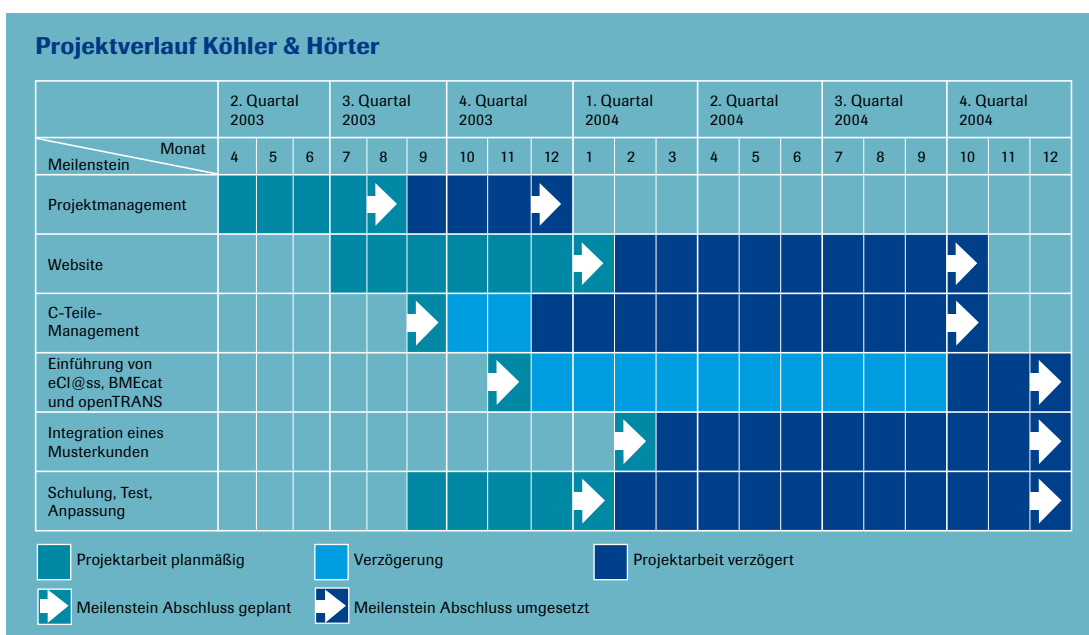 Projektverlauf Köhler & Hörter
2. Quartal 2003
3. Quartal 2003
4. Quartal 2003
1. Quartal 2004
2. Quartal 2004
3. Quartal 2004
4. Quartal 2004
Monat
Meilenstein
4 5 6 7 8 9 10 11 12 1 2 3 4 5 6 7 8 9 10 11 12
Projektmanagement
Website
C-Teile-
Management
Einführung von
eCl@ss, BMEcat
und openTRANS
Integration eines
Musterkunden
Schulung, Test,
Anpassung
Projektarbeit planmäßig
Verzögerung
Projektarbeit verzögert
Meilenstein Abschluss geplant
Meilenstein Abschluss umgesetzt